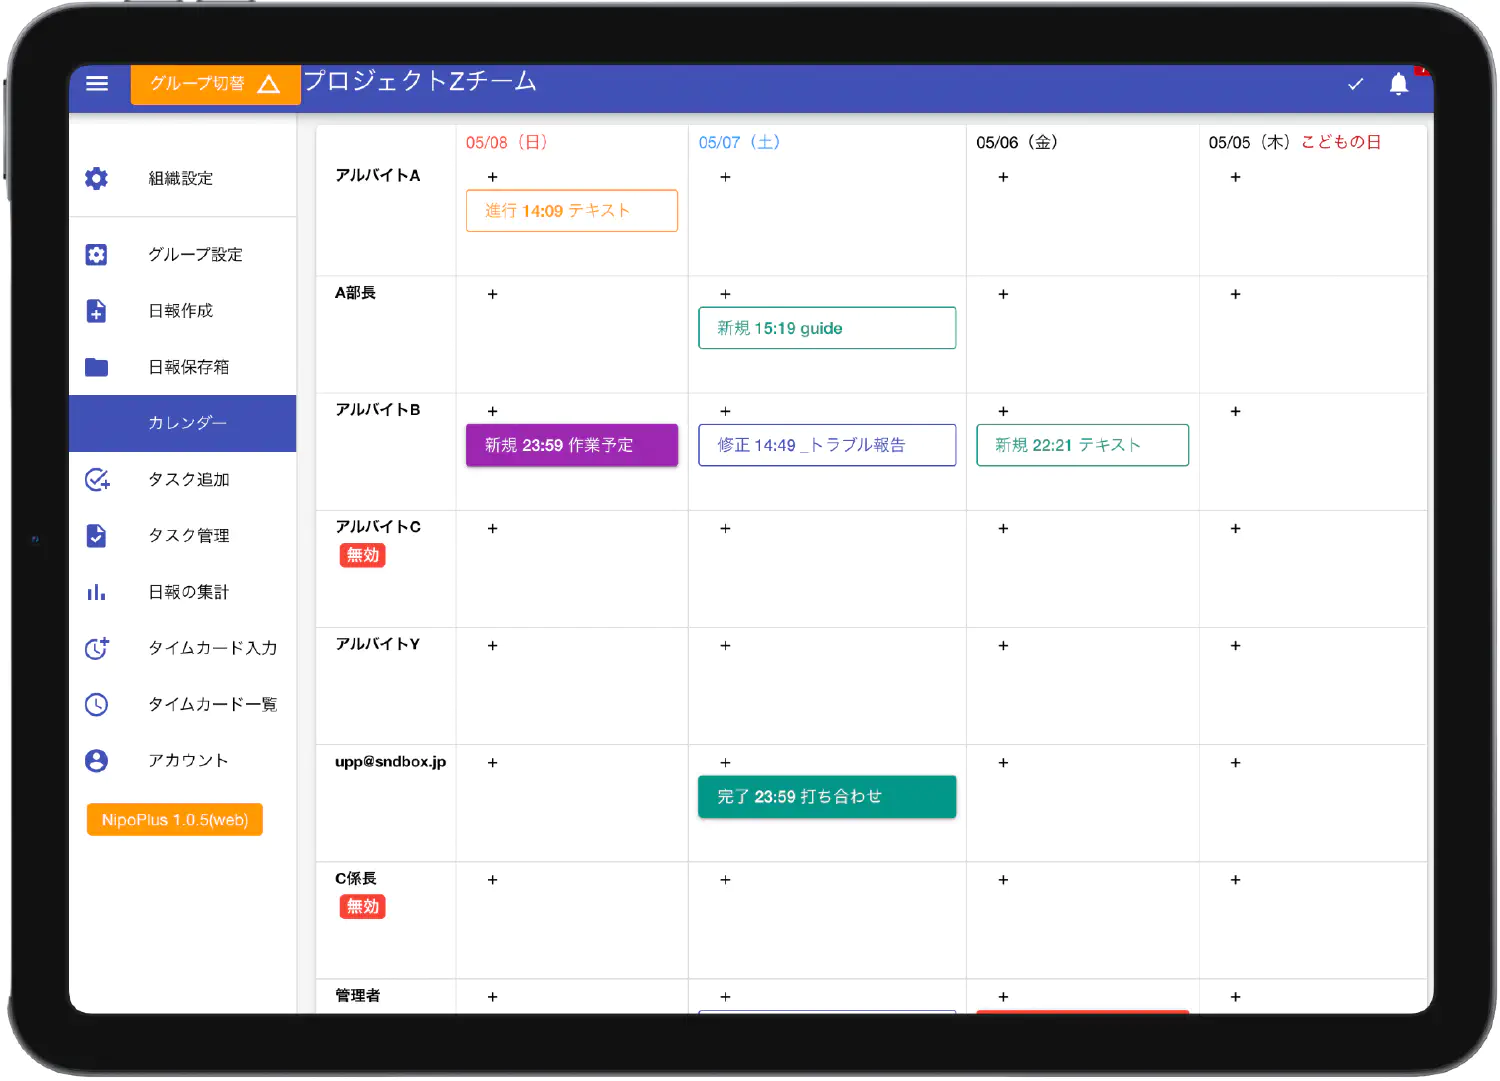 グループ切替 プロジェクトZチーム
組織設定
グループ設定
日報作成
日報保存箱
カレンダー
タスク追加
タスク管理
日報の集計
タイムカード入力
タイムカード一覧
アカウント
NipoPlus 1.0.5(web)
05/08（日） 05/07（土） 05/06（金） 05/05（木）こどもの日
アルバイトA + + + +
進行 14:09 テキスト
A部長 + + + +
新規 15:19 guide
アルバイトB + + + +
新規 23:59 作業予定 修正 14:49 _トラブル報告 新規 22:21 テキスト
アルバイトC + + + +
無効
アルバイトY + + + +
upp@sndbox.jp + + + +
完了 23:59 打ち合わせ
C係長 + + + +
無効
管理者 + + + +